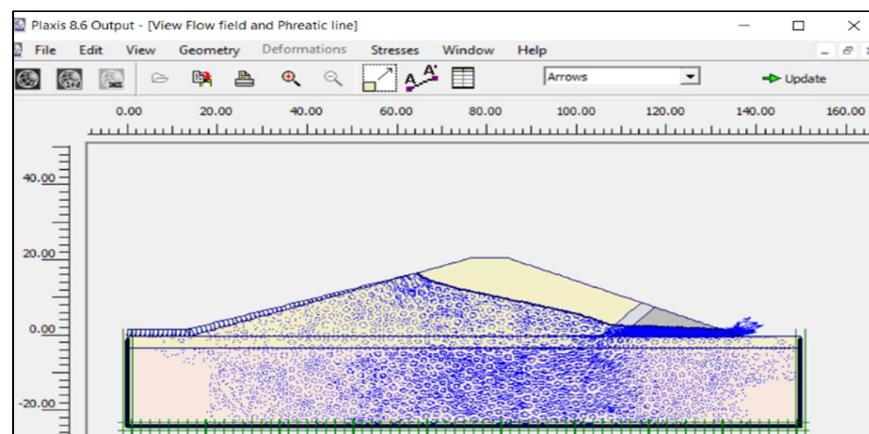 Plaxis 8.6 Output - [View Flow field and Phreatic line]
File Edit View Geometry Deformations Stresses Window Help
Arrows Update
0.00 20.00 40.00 60.00 80.00 100.00 120.00 140.00 160.00
40.00
20.00
0.00
-20.00